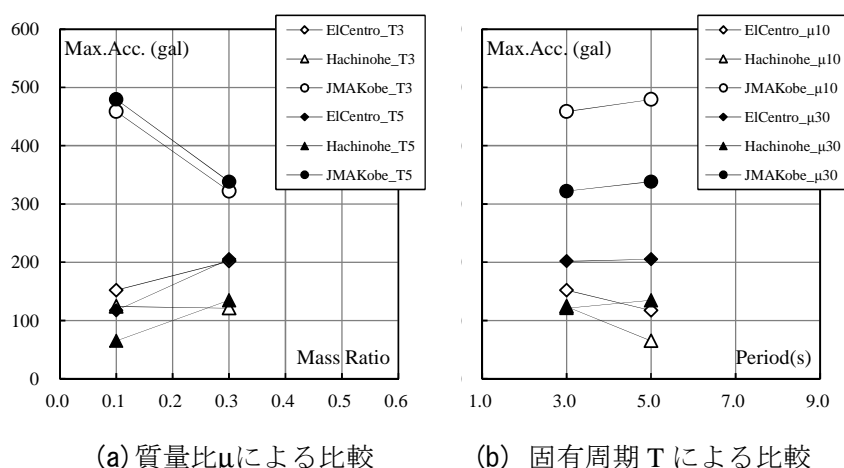 600
500
400
300
200
100
0
Max.Acc. (gal)
ElCentro_T3
Hachinohe_T3
JMAKobe_T3
ElCentro_T5
Hachinohe_T5
JMAKobe_T5
Mass Ratio
0.0 0.1 0.2 0.3 0.4 0.5 0.6
(a) 質量比μによる比較
Max.Acc. (gal)
ElCentro_μ10
Hachinohe_μ10
JMAKobe_μ10
ElCentro_μ30
Hachinohe_μ30
JMAKobe_μ30
Period(s)
1.0 3.0 5.0 7.0 9.0
(b) 固有周期 T による比較